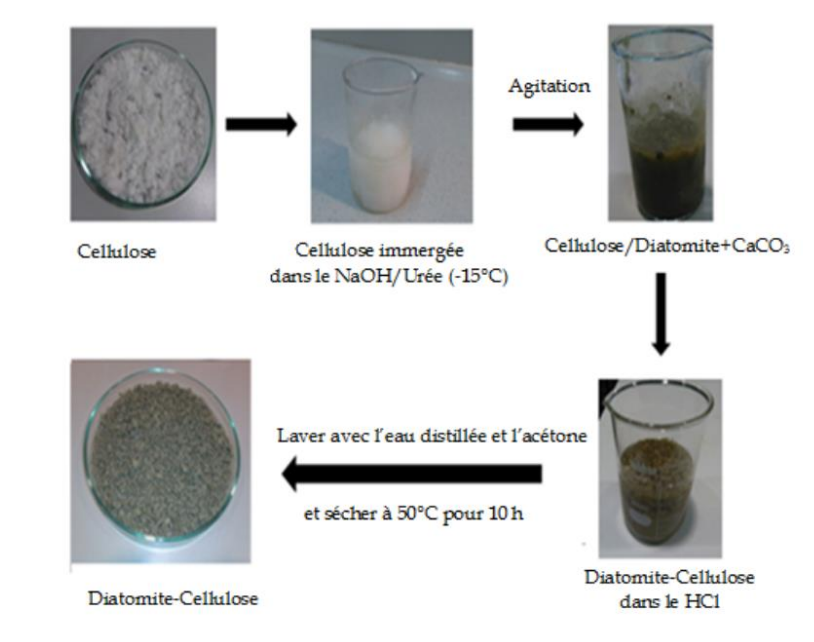 Agitation
Cellulose
Cellulose immergée
dans le NaOH/Urée (-15°C)
Cellulose/Diatomite+CaCO₃
Laver avec l'eau distillée et l'acétone
et sécher à 50°C pour 10 h
Diatomite-Cellulose
dans le HCl
Diatomite-Cellulose